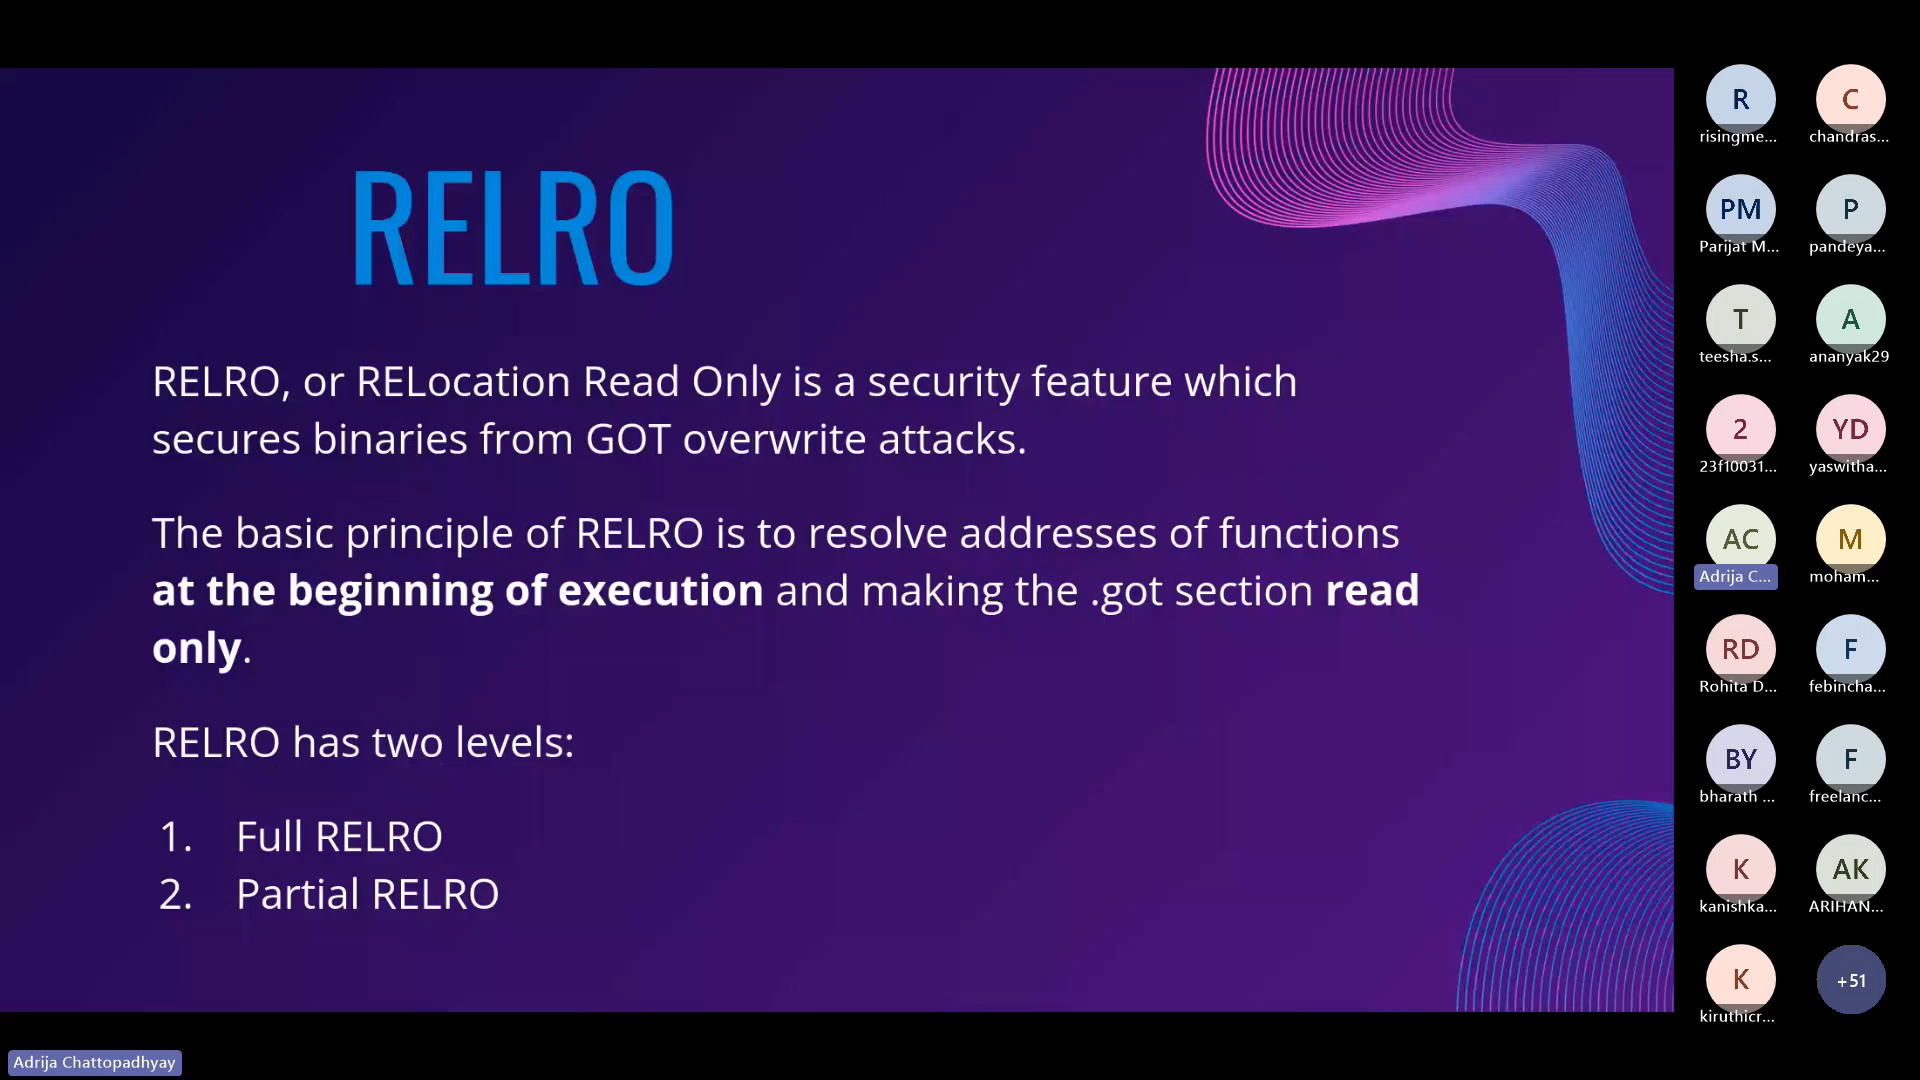 RELRO
RELRO, or RELocation Read Only is a security feature which
secures binaries from GOT overwrite attacks.
The basic principle of RELRO is to resolve addresses of functions
at the beginning of execution and making the .got section read
only.
RELRO has two levels:
1. Full RELRO
2. Partial RELRO
R
risingme...
C
chandras...
PM
Parijat M...
P
pandeya...
T
teesha.s...
A
ananyak29
2
23f10031...
YD
yaswitha...
AC
Adrija C...
M
moham...
RD
Rohita D...
F
febincha...
BY
bharath ...
F
freelanc...
K
kanishka...
AK
ARIHAN...
K
kiruthicr...
+51
Adrija Chattopadhyay